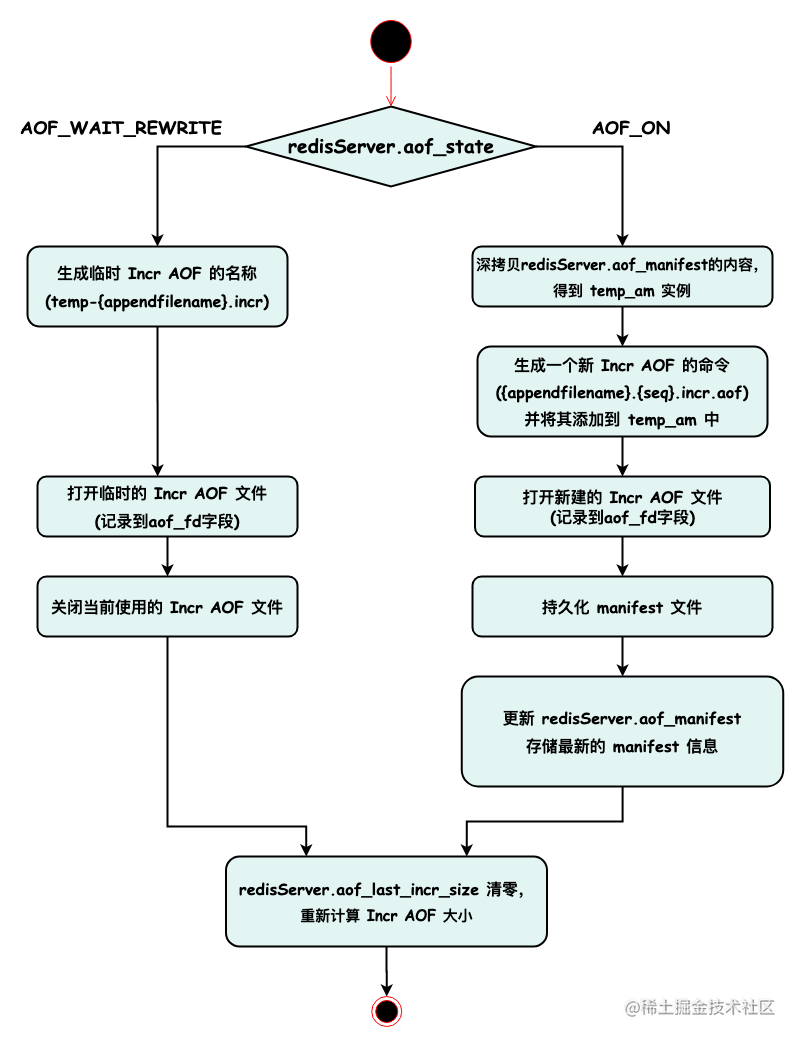 AOF_WAIT_REWRITE
AOF_ON
redisServer.aof_state
生成临时 Incr AOF 的名称
(temp-{appendfilename}.incr)
深拷贝redisServer.aof_manifest的内容，
得到 temp_am 实例
生成一个新 Incr AOF 的命令
({appendfilename}.{seq}.incr.aof)
并将其添加到 temp_am 中
打开临时的 Incr AOF 文件
(记录到aof_fd字段)
打开新建的 Incr AOF 文件
(记录到aof_fd字段)
关闭当前使用的 Incr AOF 文件
持久化 manifest 文件
更新 redisServer.aof_manifest
存储最新的 manifest 信息
redisServer.aof_last_incr_size 清零，
重新计算 Incr AOF 大小
@稀土掘金技术社区